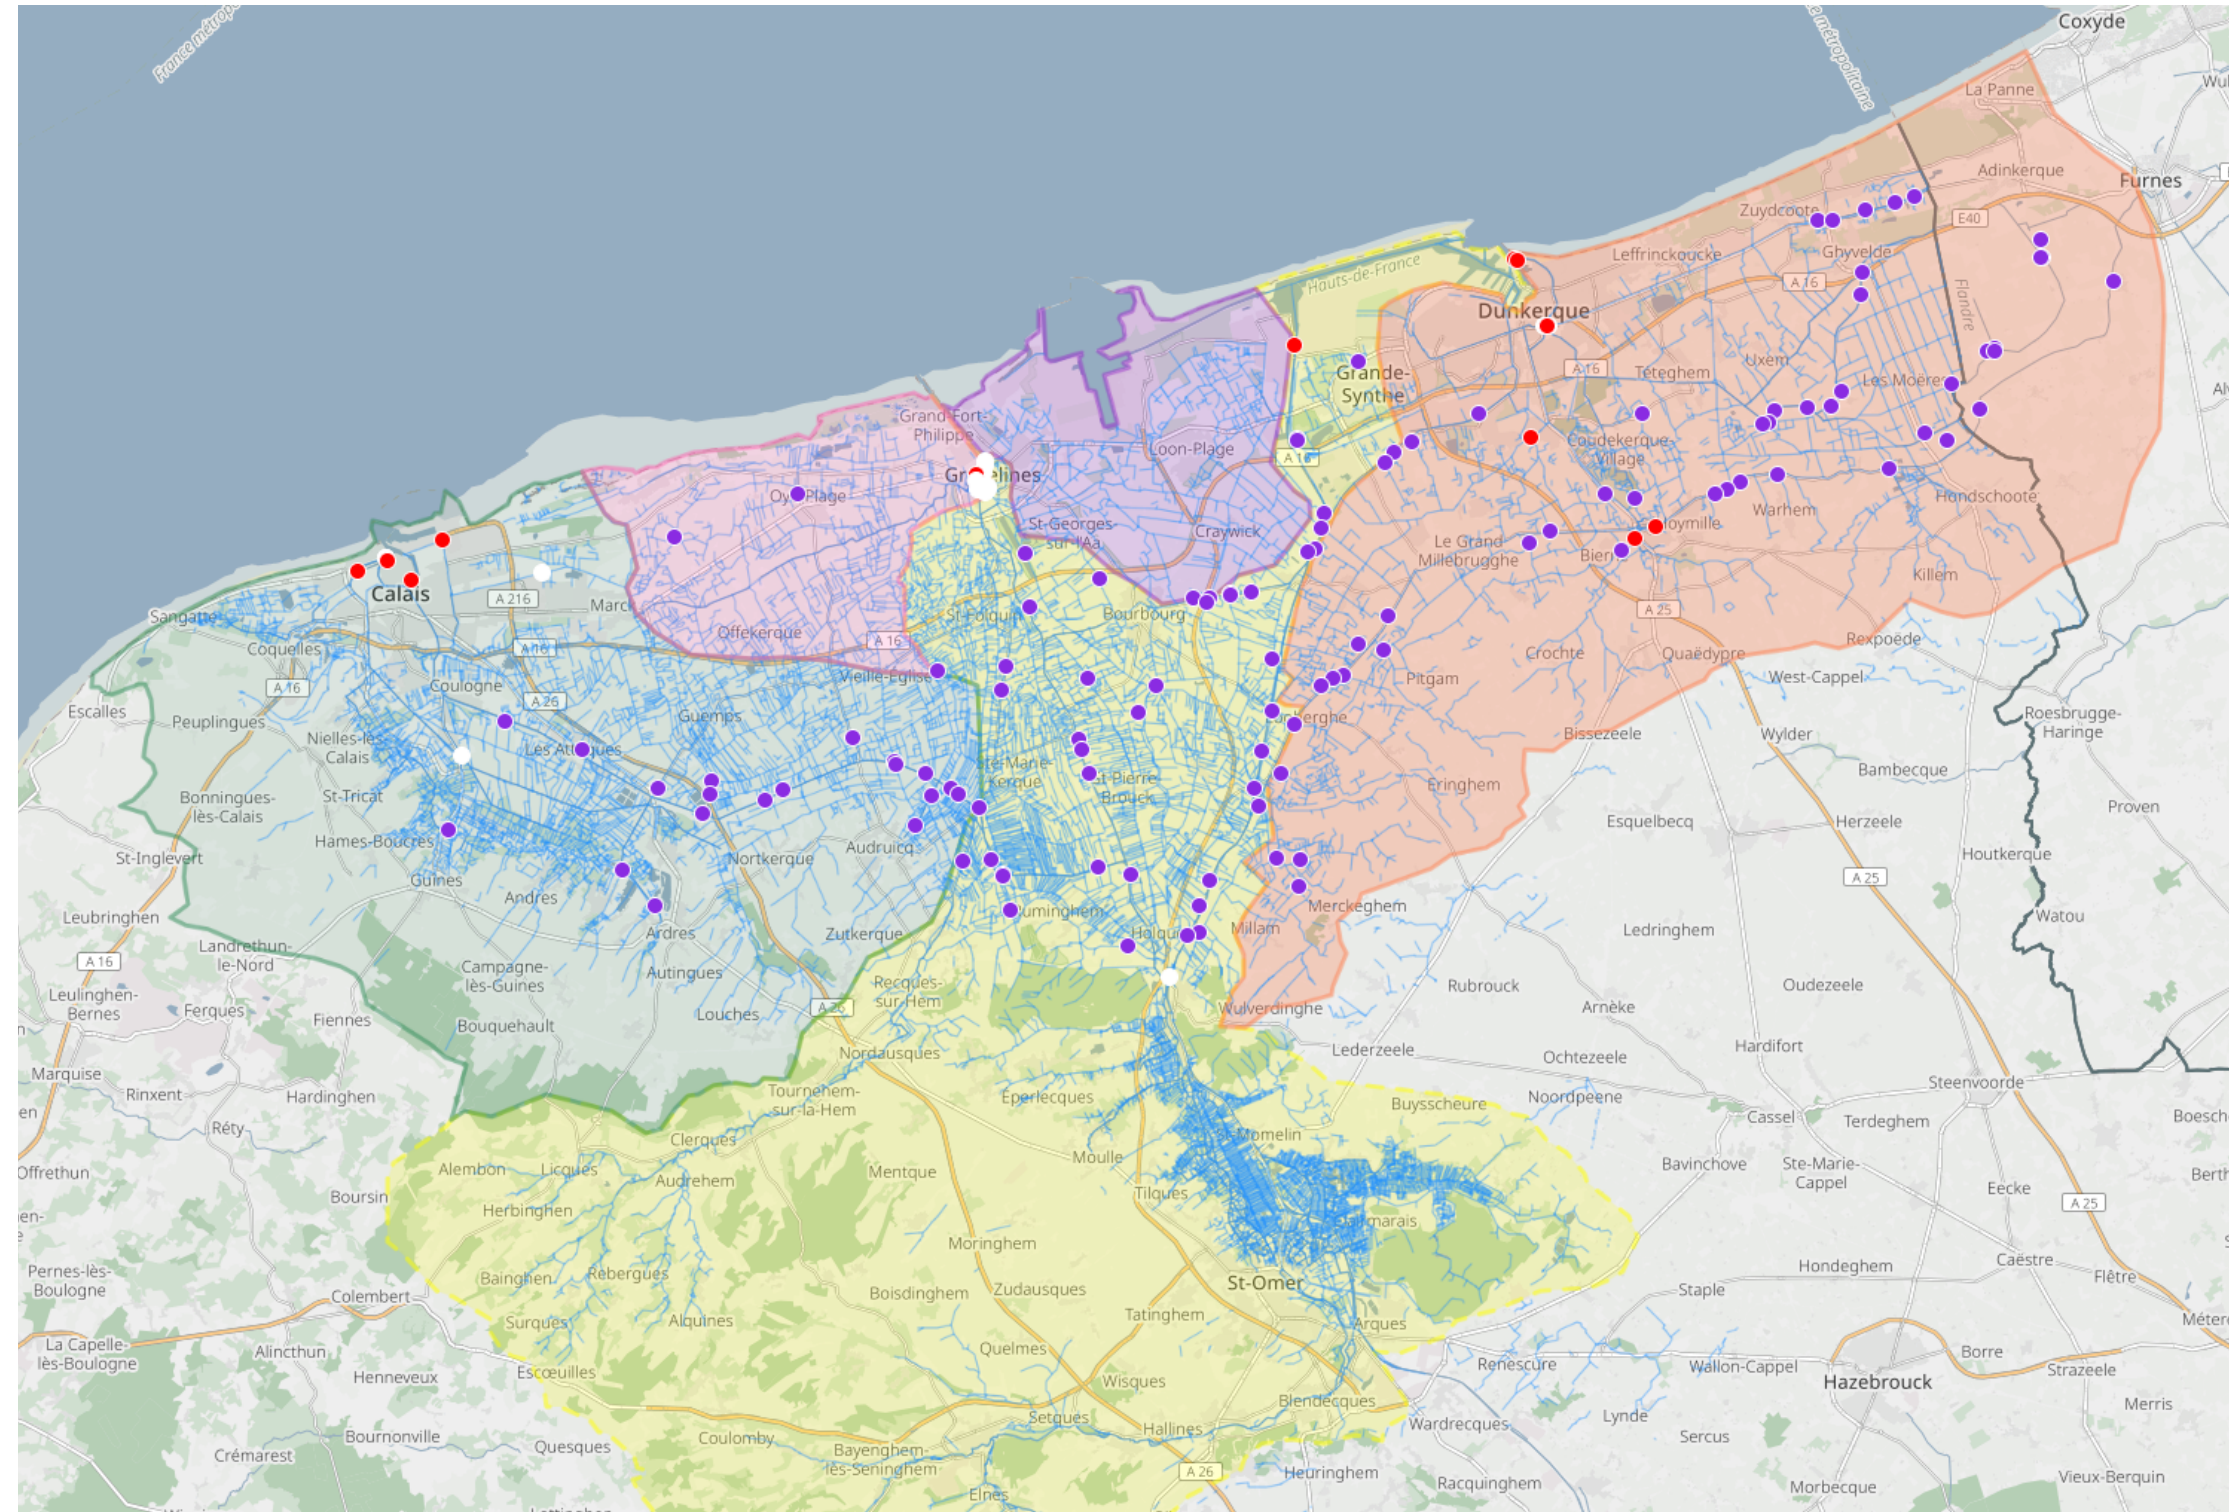 France métropo
e métropolitaine
Coxyde
La Panne
Adinkerque
Furnes
Zuydcoote
E40
Ghyvelde
Leffrinckoucke
A 16
Hauts-de-France
Flandre
Dunkerque
Grande-
Synthe
A 16
Téteghem
Uxem
Les Moëres
Grand-Fort-
Philippe
Loon-Plage
A 16
Coudekerque-
Village
Hondschoote
Warhem
Killem
St-Georges-
sur-l'Aa
Craywick
Le Grand
Millebrugghe
A 216
Calais
Sangatte
Coquelles
A 16
A 16
Offekerque
A 16
Bourbourg
A 25
Crochte
Quaëdypre
Rexpoëde
West-Cappel
Escalles
Peuplingues
Coulogne
A 26
Guemps
Vieille-Église
Pitgam
Roesbrugge-
Haringe
Nielles-les-
Calais
Bissezeele
Wylder
Bambecque
Bonningues-
lès-Calais
St-Tricat
Eringhem
Proven
St-Inglevert
Hames-Boucres
Nortkerque
Audruicq
Esquelbecq
Herzeele
Houtkerque
Guînes
Andres
A 25
Leubringhen
Ardres
Zutkerque
Millam
Merckeghem
Ledringhem
Watou
Landrethun-
le-Nord
A 16
Campagne-
lès-Guines
Autingues
Recques-
sur-Hem
Rubrouck
Oudezeele
Leulinghen-
Bernes
Ferques
Fiennes
Bouquehault
Louches
A 26
Wulverdinghe
Arnèke
Nordausques
Lederzeele
Ochtezeele
Hardifort
Marquise
Rinxent
Hardinghen
Tournehem-
sur-la-Hem
Éperlecques
Buysscheure
Noordpeene
Steenvoorde
Cassel
Terdeghem
Boesch
Réty
Clerques
Moulle
Offrethun
Alembon
Licques
Audrehem
Mentque
Bavinchove
Ste-Marie-
Cappel
Boursin
Herbinghen
Tilques
Eecke
A 25
Moringhem
Pernes-lès-
Boulogne
Bainghen
Rebergues
Boisdinghem
Zudausques
St-Omer
Hondeghem
Caëstre
Flêtre
Colembert
Surques
Alquines
Tatinghem
Arques
Staple
La Capelle-
lès-Boulogne
Alincthun
Henneveux
Escœuilles
Quelmes
Wisques
Renescure
Wallon-Cappel
Hazebrouck
Borre
Strazeele
Blendecques
Merris
Bournonville
Crémarest
Quesques
Coulomby
Setques
Hallines
Wardrecques
Lynde
Sercus
Bayenghem-
lès-Seninghem
A 26
Heuringhem
Racquinghem
Morbecque
Vieux-Berquin
Elnes